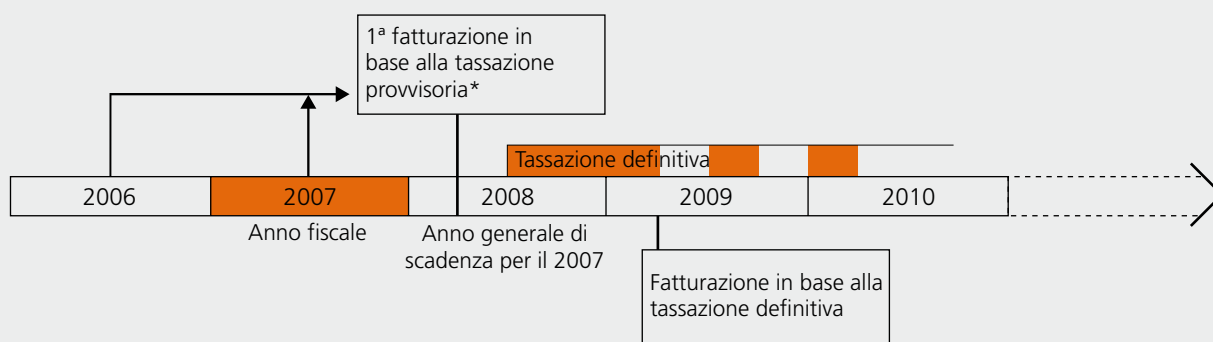 1ª fatturazione in
base alla tassazione
provvisoria*
Tassazione definitiva
2006
2007
2008
2009
2010
Anno fiscale
Anno generale di
scadenza per il 2007
Fatturazione in base alla
tassazione definitiva